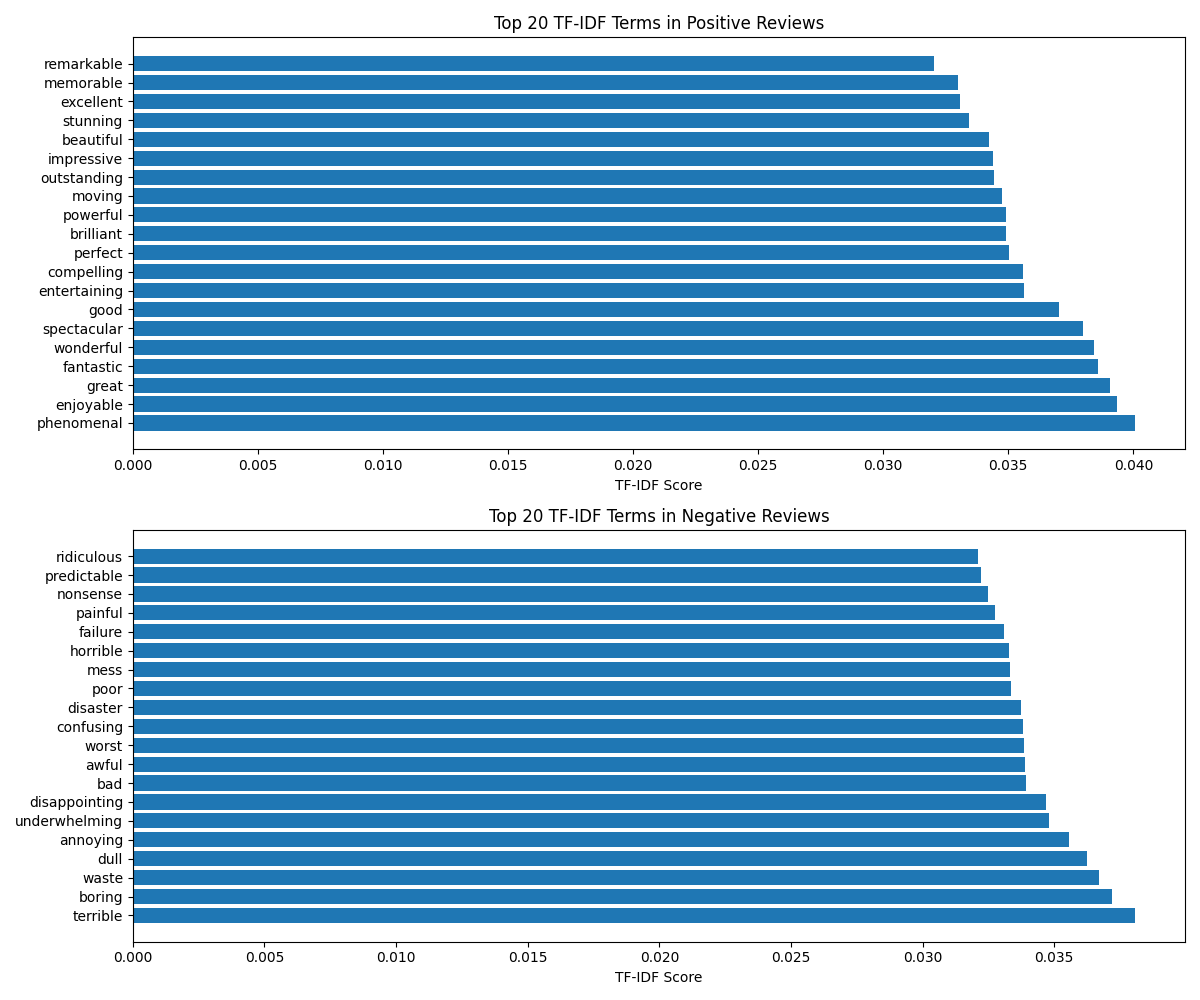 Top 20 TF-IDF Terms in Positive Reviews
remarkable
memorable
excellent
stunning
beautiful
impressive
outstanding
moving
powerful
brilliant
perfect
compelling
entertaining
good
spectacular
wonderful
fantastic
great
enjoyable
phenomenal
0.000 0.005 0.010 0.015 0.020 0.025 0.030 0.035 0.040
TF-IDF Score
Top 20 TF-IDF Terms in Negative Reviews
ridiculous
predictable
nonsense
painful
failure
horrible
mess
poor
disaster
confusing
worst
awful
bad
disappointing
underwhelming
annoying
dull
waste
boring
terrible
0.000 0.005 0.010 0.015 0.020 0.025 0.030 0.035
TF-IDF Score